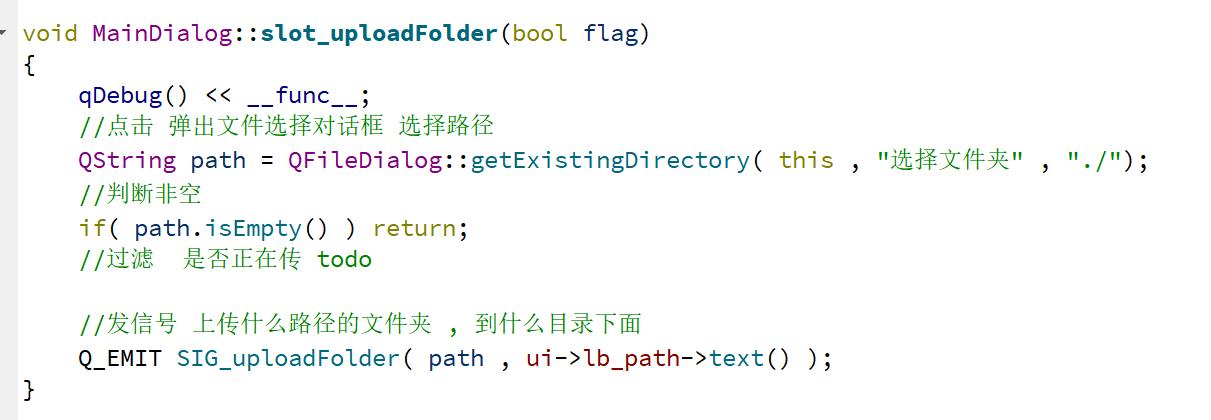 void MainDialog::slot_uploadFolder(bool flag)
{
    qDebug() << __func__;
    //点击 弹出文件选择对话框 选择路径
    QString path = QFileDialog::getExistingDirectory( this , "选择文件夹" , "./");
    //判断非空
    if( path.isEmpty() ) return;
    //过滤  是否正在传 todo
    //发信号 上传什么路径的文件夹 , 到什么目录下面
    Q_EMIT SIG_uploadFolder( path , ui->lb_path->text() );
}